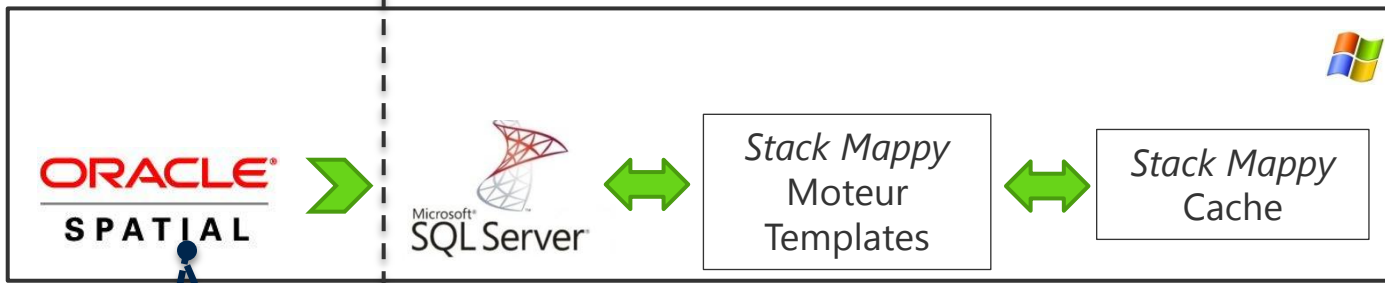 ORACLE®
SPATIAL
Microsoft®
SQL Server®
Stack Mappy
Moteur
Templates
Stack Mappy
Cache